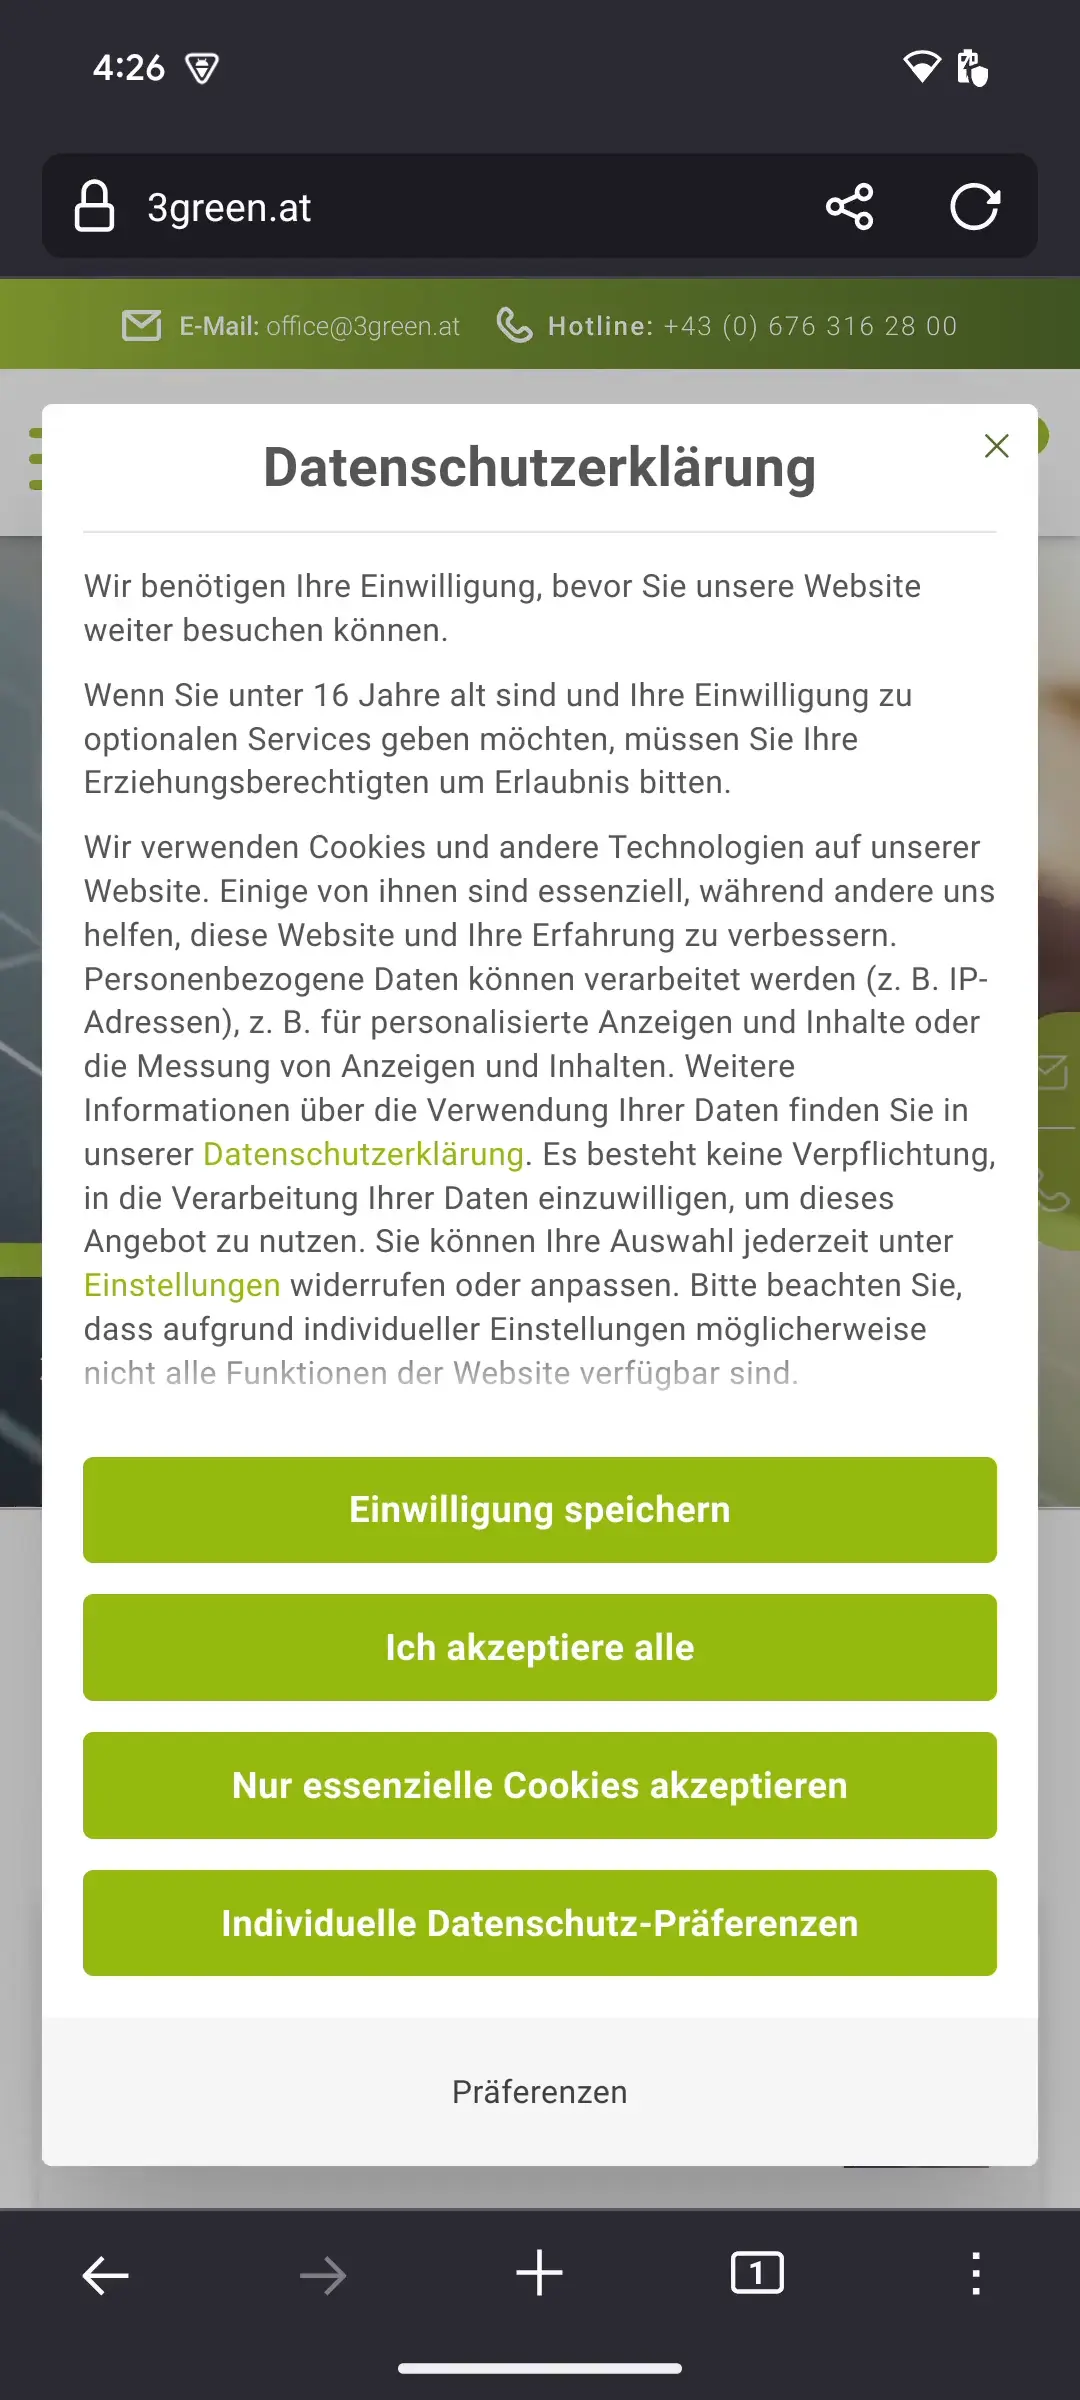 4:26
3green.at
E-Mail: office@3green.at Hotline: +43 (0) 676 316 28 00
Datenschutzerklärung
Wir benötigen Ihre Einwilligung, bevor Sie unsere Website
weiter besuchen können.
Wenn Sie unter 16 Jahre alt sind und Ihre Einwilligung zu
optionalen Services geben möchten, müssen Sie Ihre
Erziehungsberechtigten um Erlaubnis bitten.
Wir verwenden Cookies und andere Technologien auf unserer
Website. Einige von ihnen sind essenziell, während andere uns
helfen, diese Website und Ihre Erfahrung zu verbessern.
Personenbezogene Daten können verarbeitet werden (z. B. IP-
Adressen), z. B. für personalisierte Anzeigen und Inhalte oder
die Messung von Anzeigen und Inhalten. Weitere
Informationen über die Verwendung Ihrer Daten finden Sie in
unserer Datenschutzerklärung. Es besteht keine Verpflichtung,
in die Verarbeitung Ihrer Daten einzuwilligen, um dieses
Angebot zu nutzen. Sie können Ihre Auswahl jederzeit unter
Einstellungen widerrufen oder anpassen. Bitte beachten Sie,
dass aufgrund individueller Einstellungen möglicherweise
nicht alle Funktionen der Website verfügbar sind.
Einwilligung speichern
Ich akzeptiere alle
Nur essenzielle Cookies akzeptieren
Individuelle Datenschutz-Präferenzen
Präferenzen
1